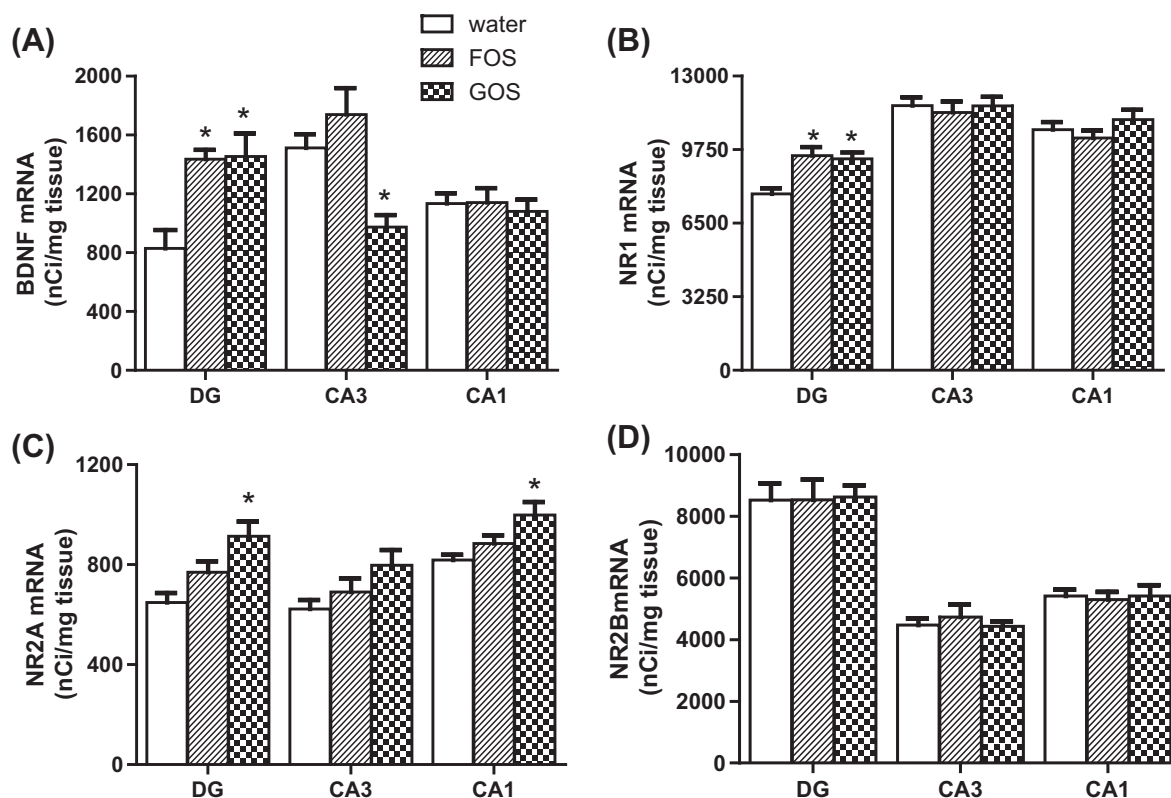 water
FOS
GOS
(A)
BDNF mRNA
(nCi/mg tissue)
2000
1600
1200
800
400
0
*
*
*
DG
CA3
CA1
(B)
NR1 mRNA
(nCi/mg tissue)
13000
9750
6500
3250
0
*
*
DG
CA3
CA1
(C)
NR2A mRNA
(nCi/mg tissue)
1200
800
400
0
*
*
DG
CA3
CA1
(D)
NR2BmRNA
(nCi/mg tissue)
10000
8000
6000
4000
2000
0
DG
CA3
CA1